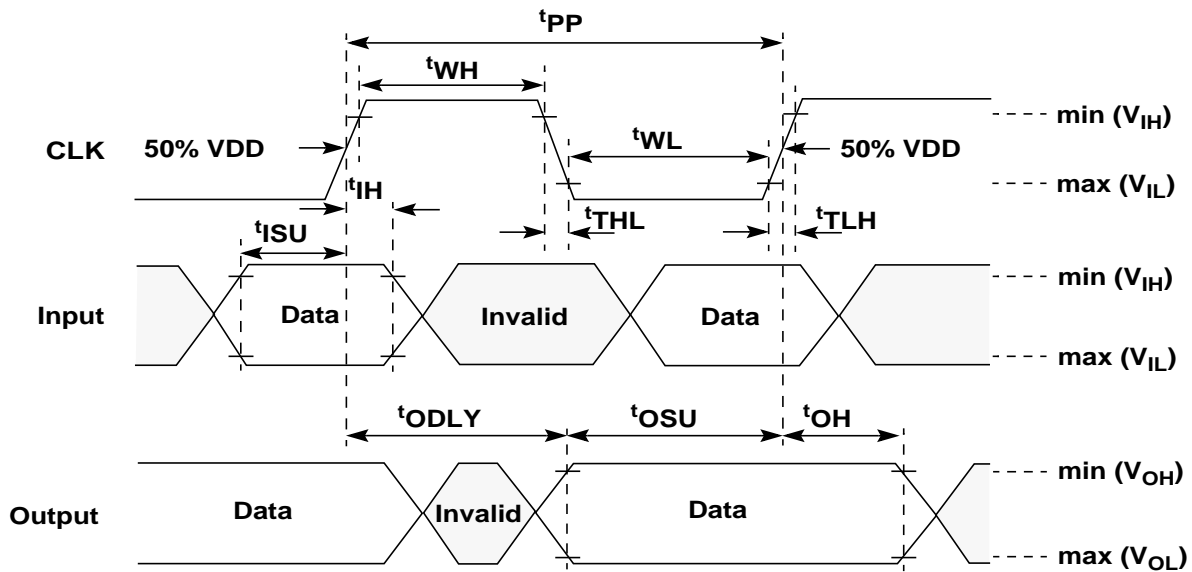 tPP
tWH
min (VIH)
CLK
50% VDD
tWL
50% VDD
max (VIL)
tIH
tTHL
tTLH
tISU
min (VIH)
Input
Data
Invalid
Data
max (VIL)
tODLY
tOSU
tOH
min (VOH)
Output
Data
Invalid
Data
max (VOL)